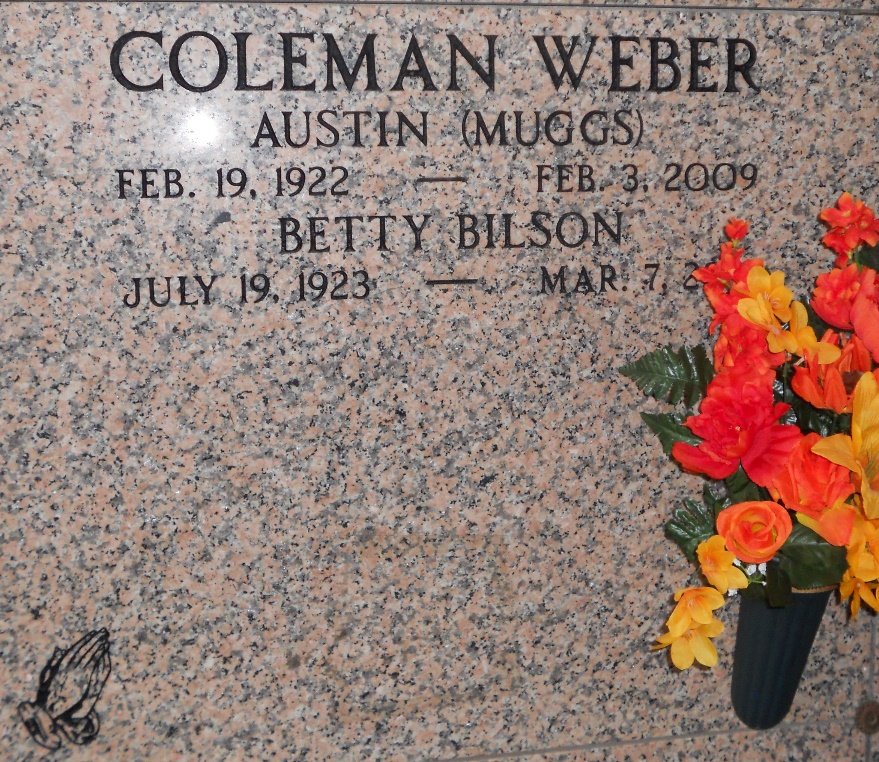 COLEMAN WEBER
AUSTIN (MUGGS)
FEB. 19, 1922 — FEB. 3, 2009
BETTY BILSON
JULY 19, 1923 — MAR. 7,